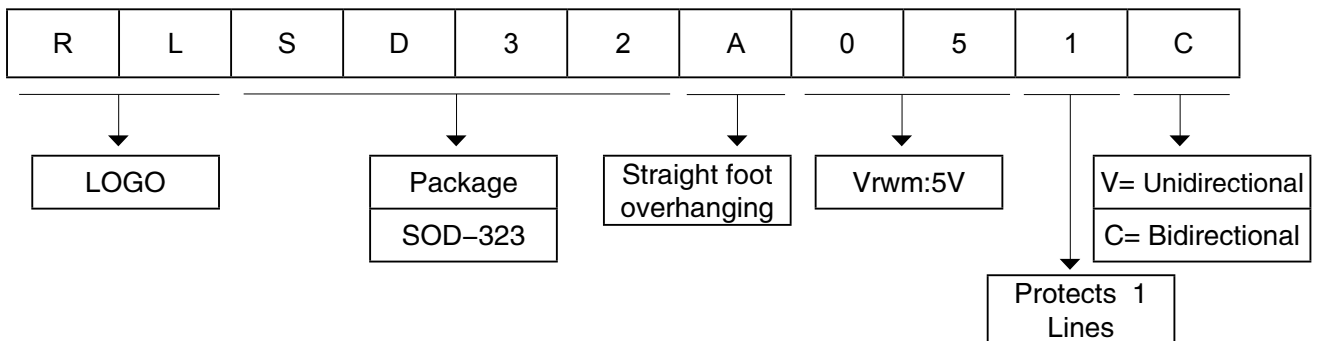 R L S D 3 2 A 0 5 1 C
LOGO
Package
SOD–323
Straight foot
overhanging
Vrwm:5V
V= Unidirectional
C= Bidirectional
Protects 1
Lines